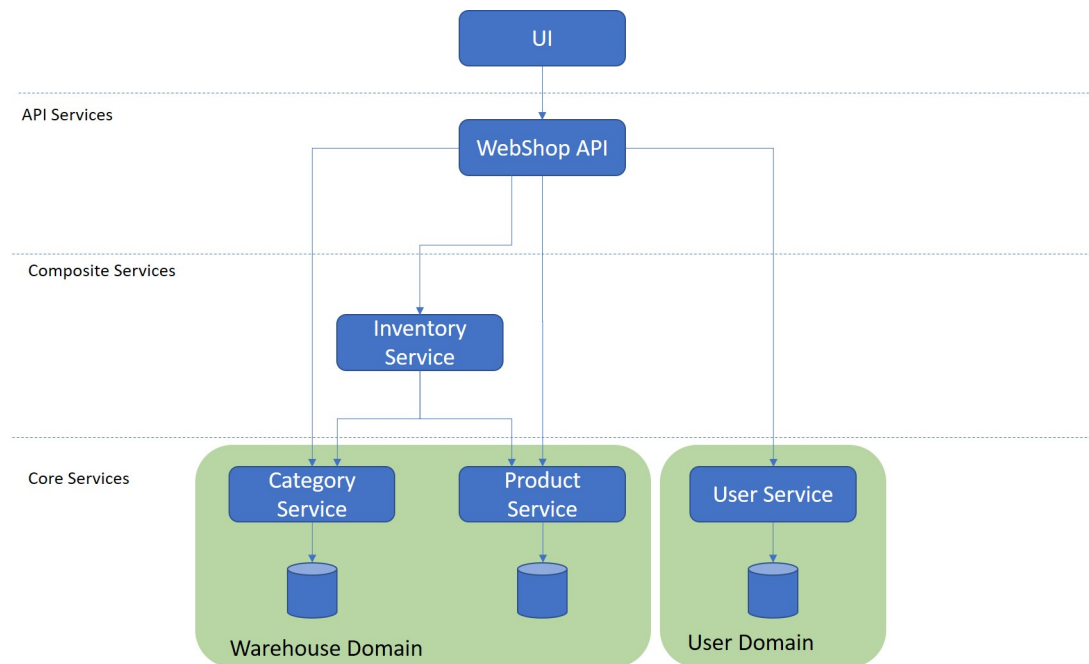 UI
API Services
WebShop API
Composite Services
Inventory
Service
Core Services
Category
Service
Product
Service
User Service
Warehouse Domain
User Domain